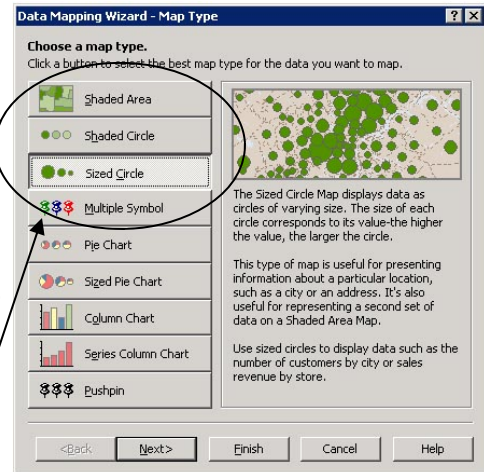 Data Mapping Wizard - Map Type
Choose a map type.
Click a button to select the best map type for the data you want to map.
Shaded Area
Shaded Circle
Sized Circle
Multiple Symbol
Pie Chart
Sized Pie Chart
Column Chart
Series Column Chart
Pushpin
The Sized Circle Map displays data as
circles of varying size. The size of each
circle corresponds to its value-the higher
the value, the larger the circle.
This type of map is useful for presenting
information about a particular location,
such as a city or an address. It's also
useful for representing a second set of
data on a Shaded Area Map.
Use sized circles to display data such as the
number of customers by city or sales
revenue by store.
<Back
Next>
Finish
Cancel
Help